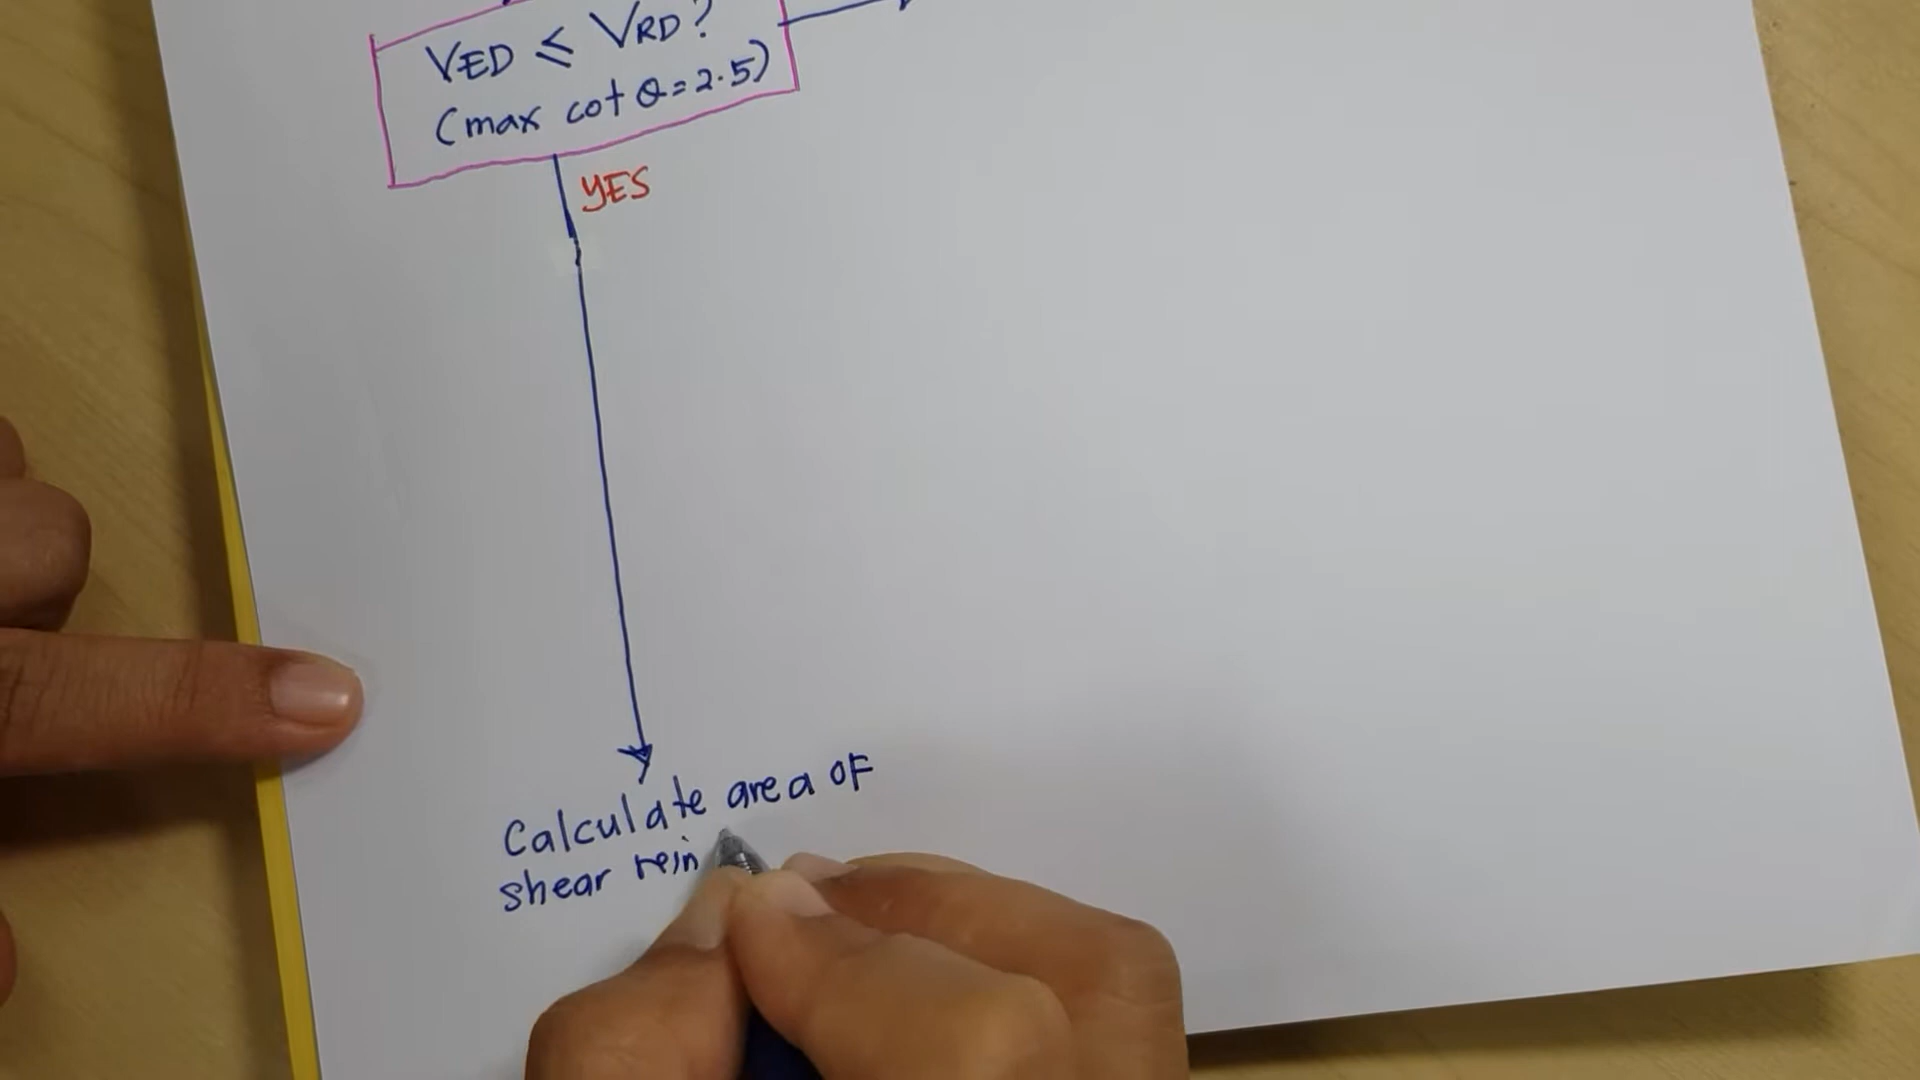 VED ≤ VRD?
(max cot θ = 2.5)
YES
Calculate area OF
shear rein